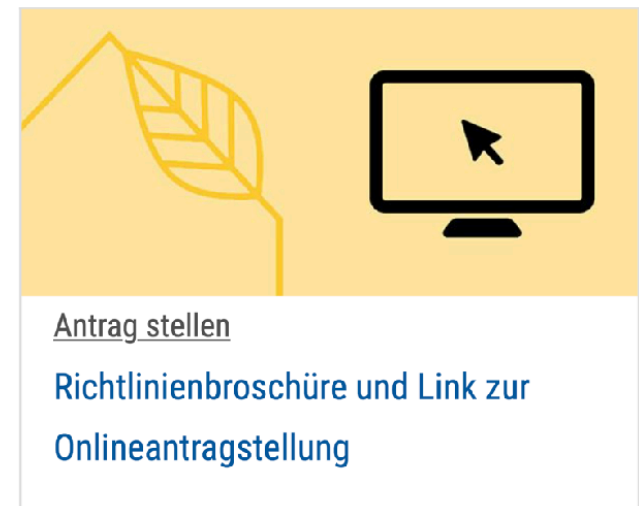 Antrag stellen
Richtlinienbroschüre und Link zur
Onlineantragstellung